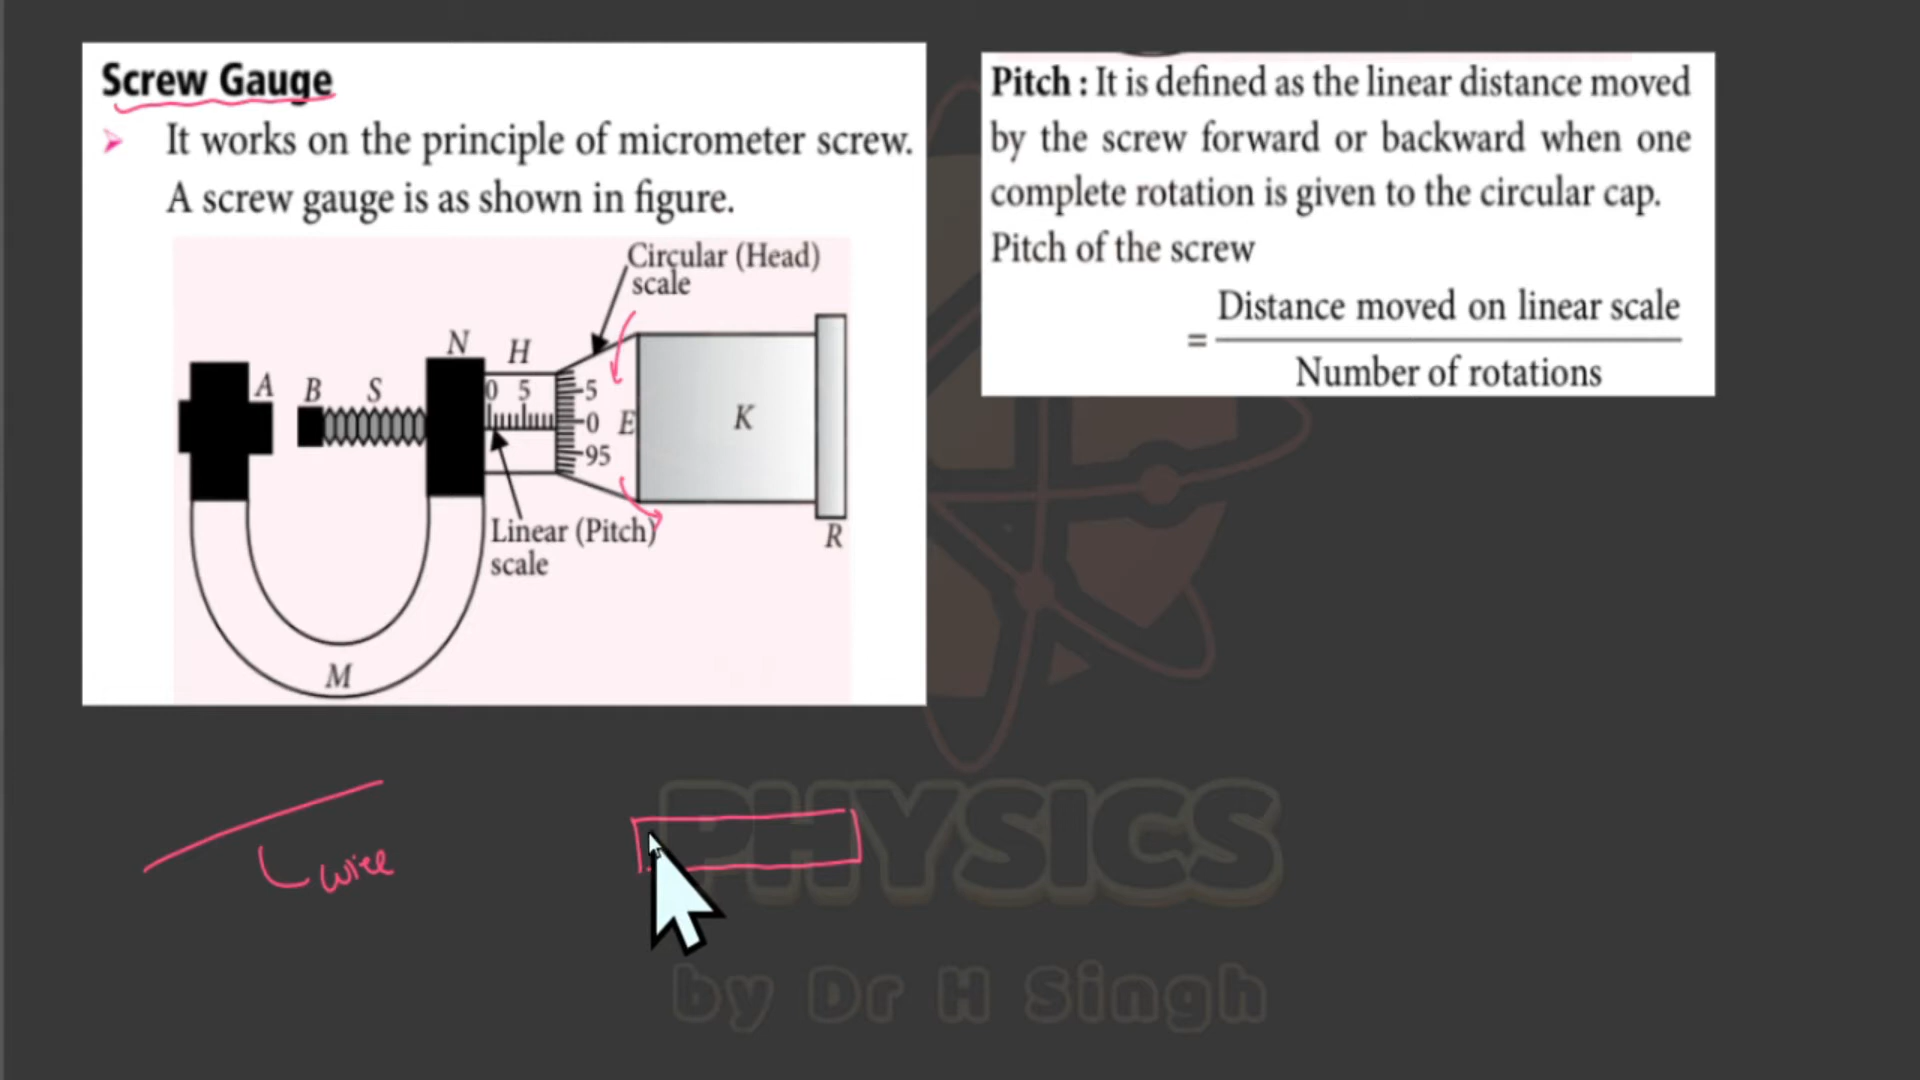 Screw Gauge
It works on the principle of micrometer screw.
A screw gauge is as shown in figure.
Circular (Head)
scale
N
H
A
B
S
0 5
5
0
95
E
K
Linear (Pitch)
scale
R
M
Pitch : It is defined as the linear distance moved
by the screw forward or backward when one
complete rotation is given to the circular cap.
Pitch of the screw
= Distance moved on linear scale
Number of rotations
wire
PHYSICS
by Dr H Singh